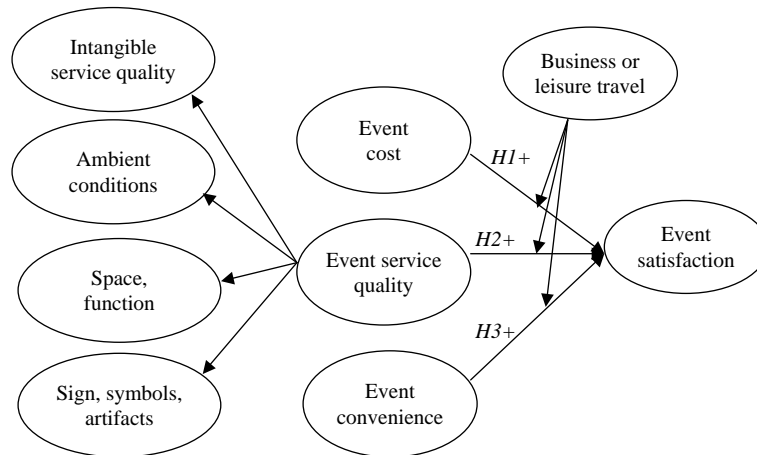 Intangible
service quality
Business or
leisure travel
Event
cost
H1+
Ambient
conditions
Event
satisfaction
H2+
Event service
quality
Space,
function
H3+
Sign, symbols,
artifacts
Event
convenience